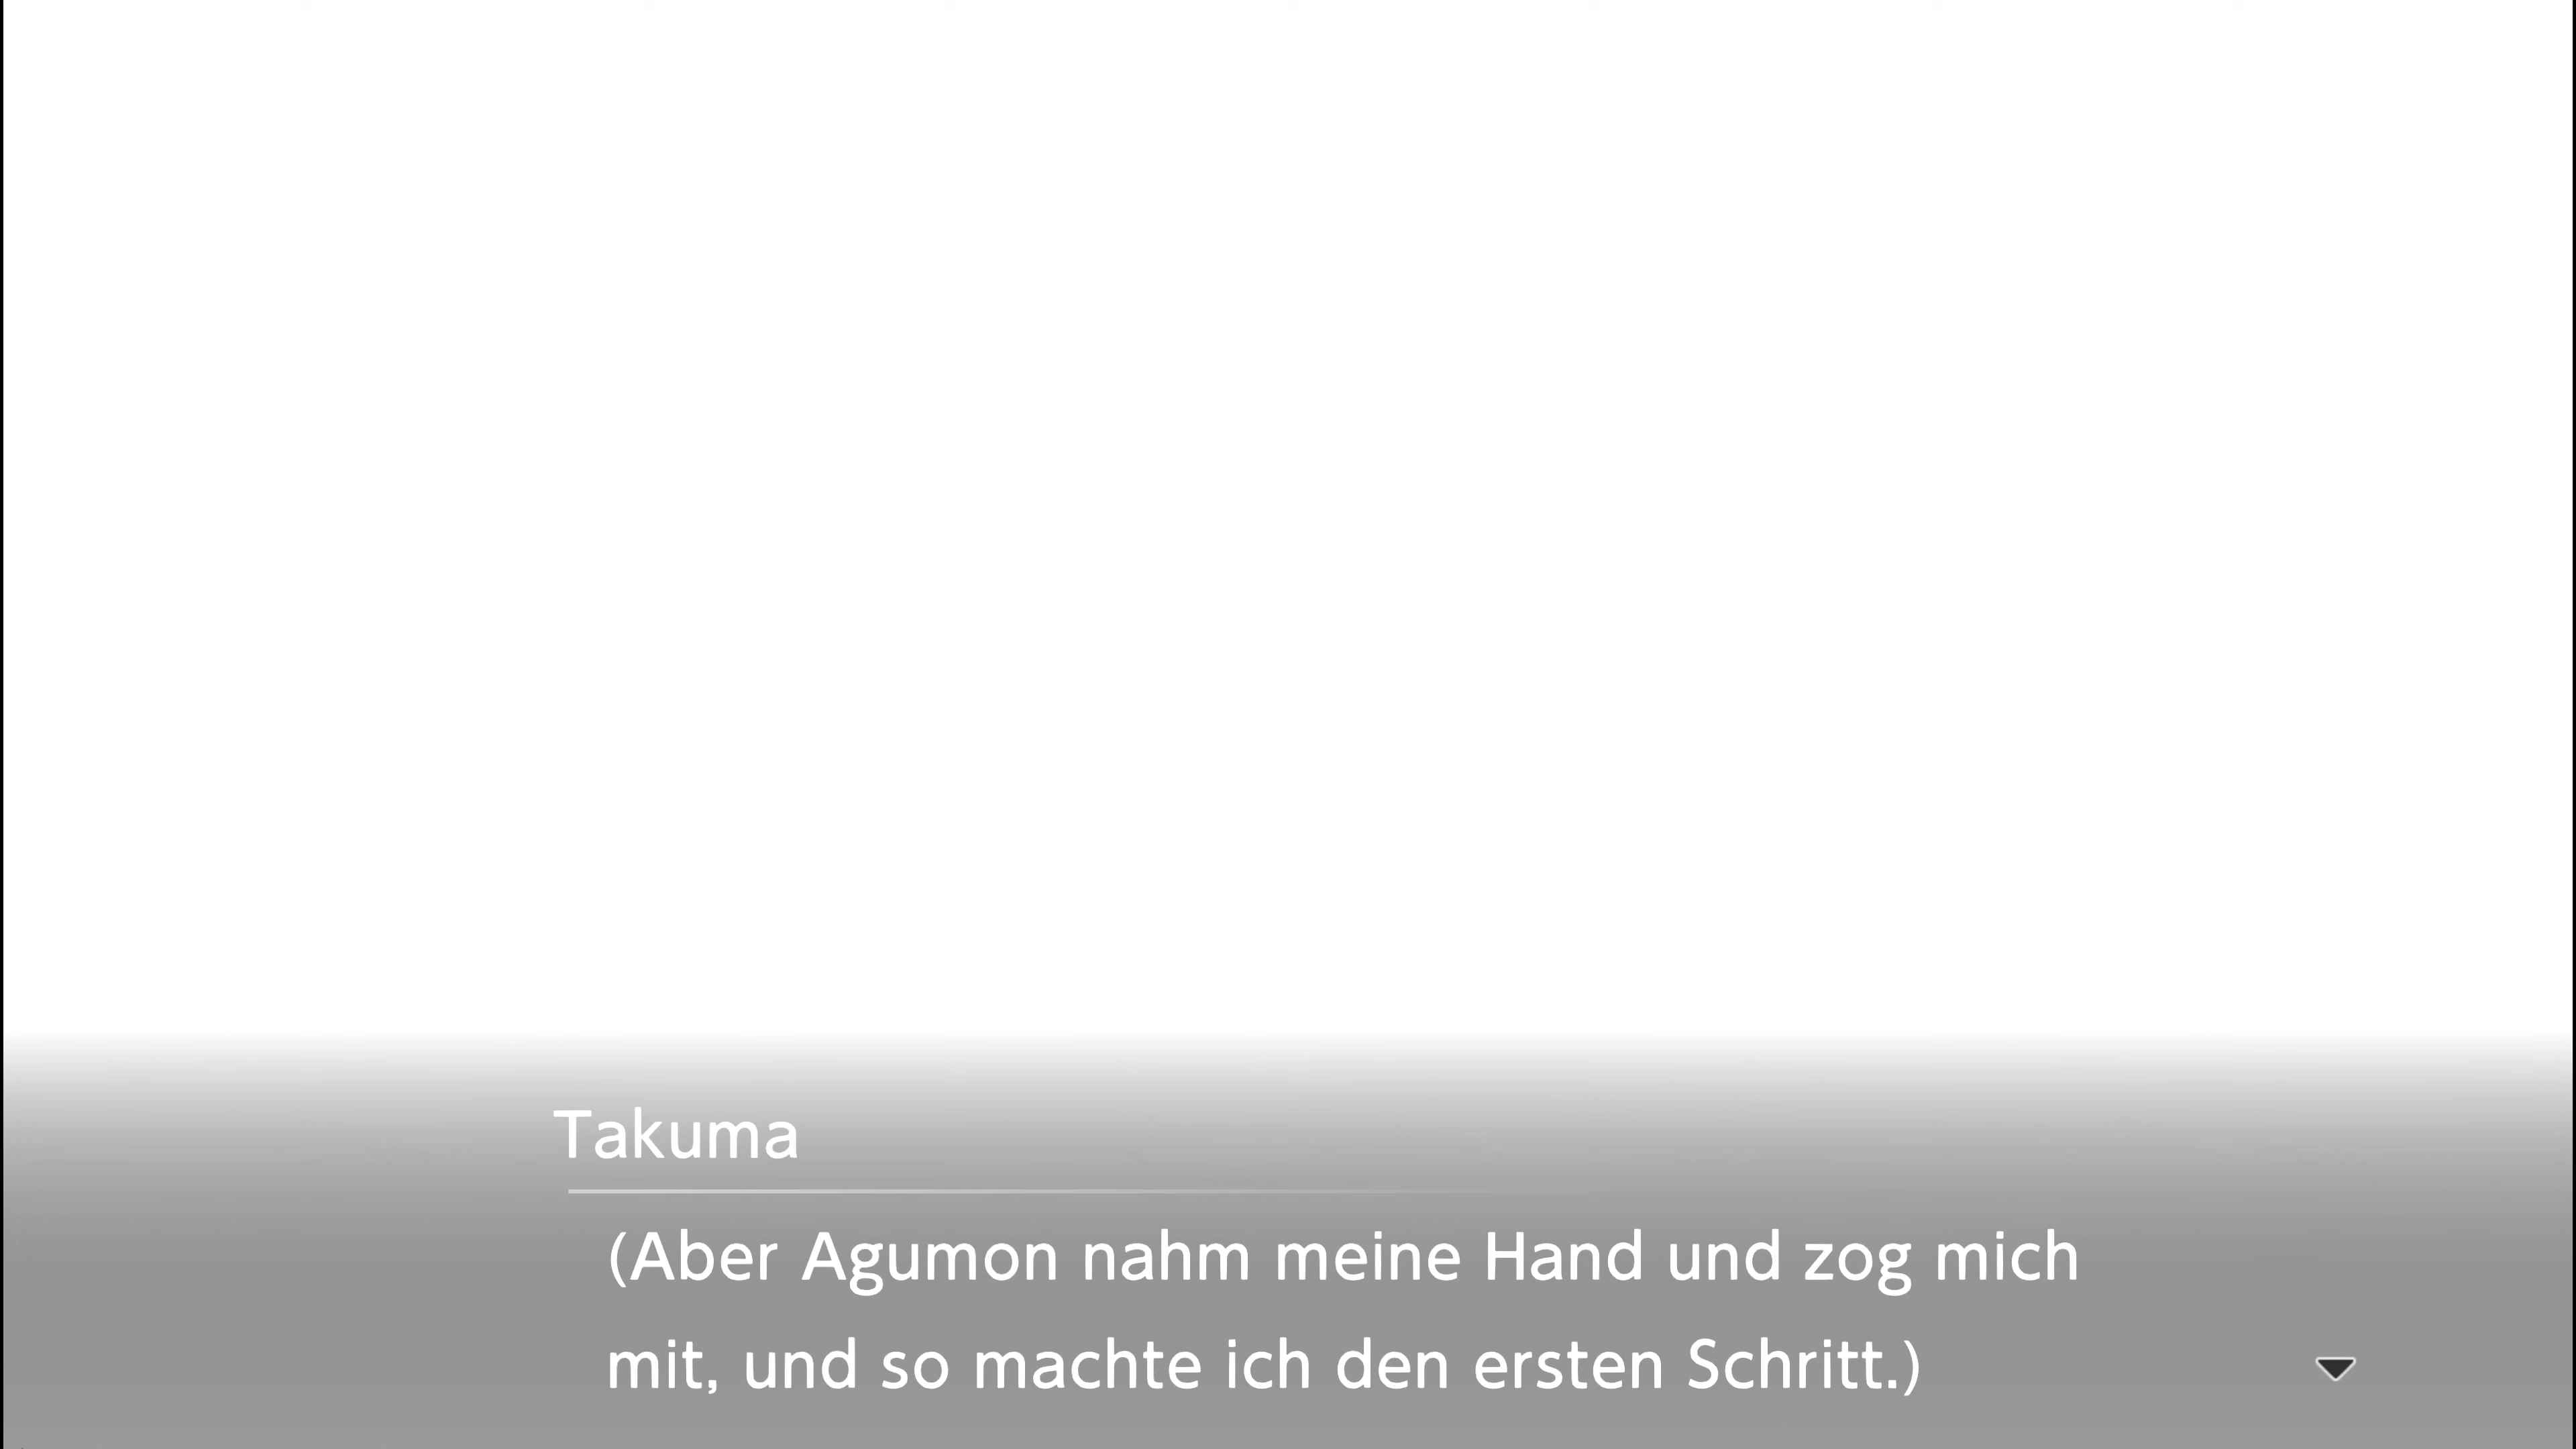 Takuma
(Aber Agumon nahm meine Hand und zog mich
mit, und so machte ich den ersten Schritt.)